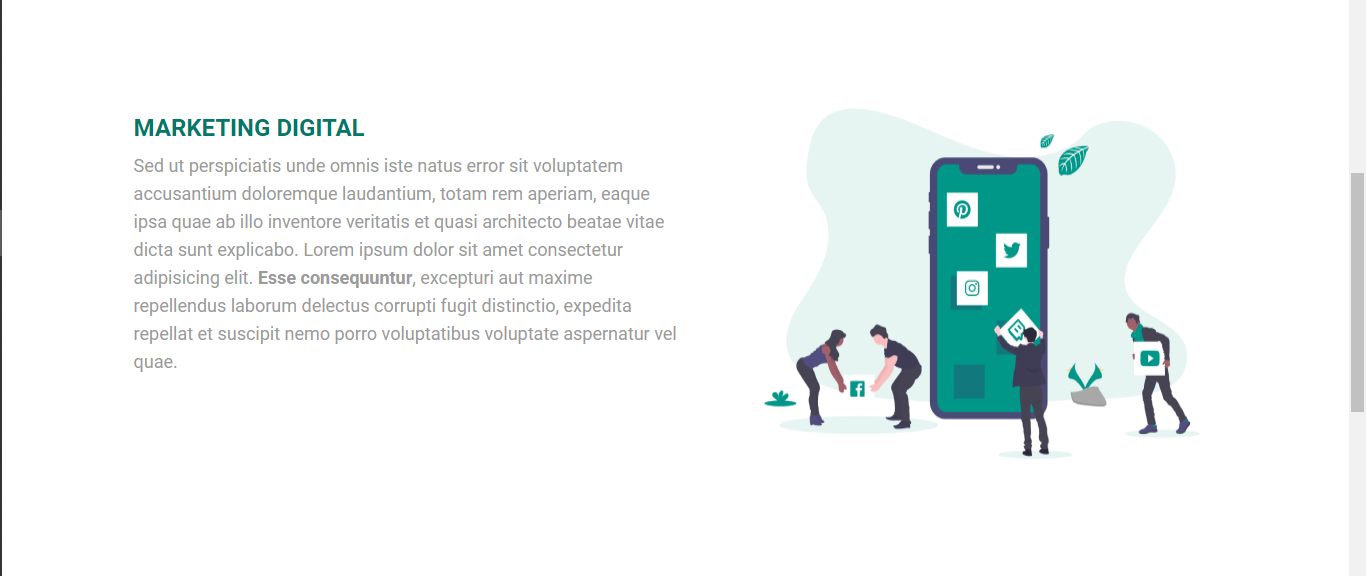 MARKETING DIGITAL
Sed ut perspiciatis unde omnis iste natus error sit voluptatem
accusantium doloremque laudantium, totam rem aperiam, eaque
ipsa quae ab illo inventore veritatis et quasi architecto beatae vitae
dicta sunt explicabo. Lorem ipsum dolor sit amet consectetur
adipisicing elit. Esse consequuntur, excepturi aut maxime
repellendus laborum delectus corrupti fugit distinctio, expedita
repellat et suscipit nemo porro voluptatibus voluptate aspernatur vel
quae.